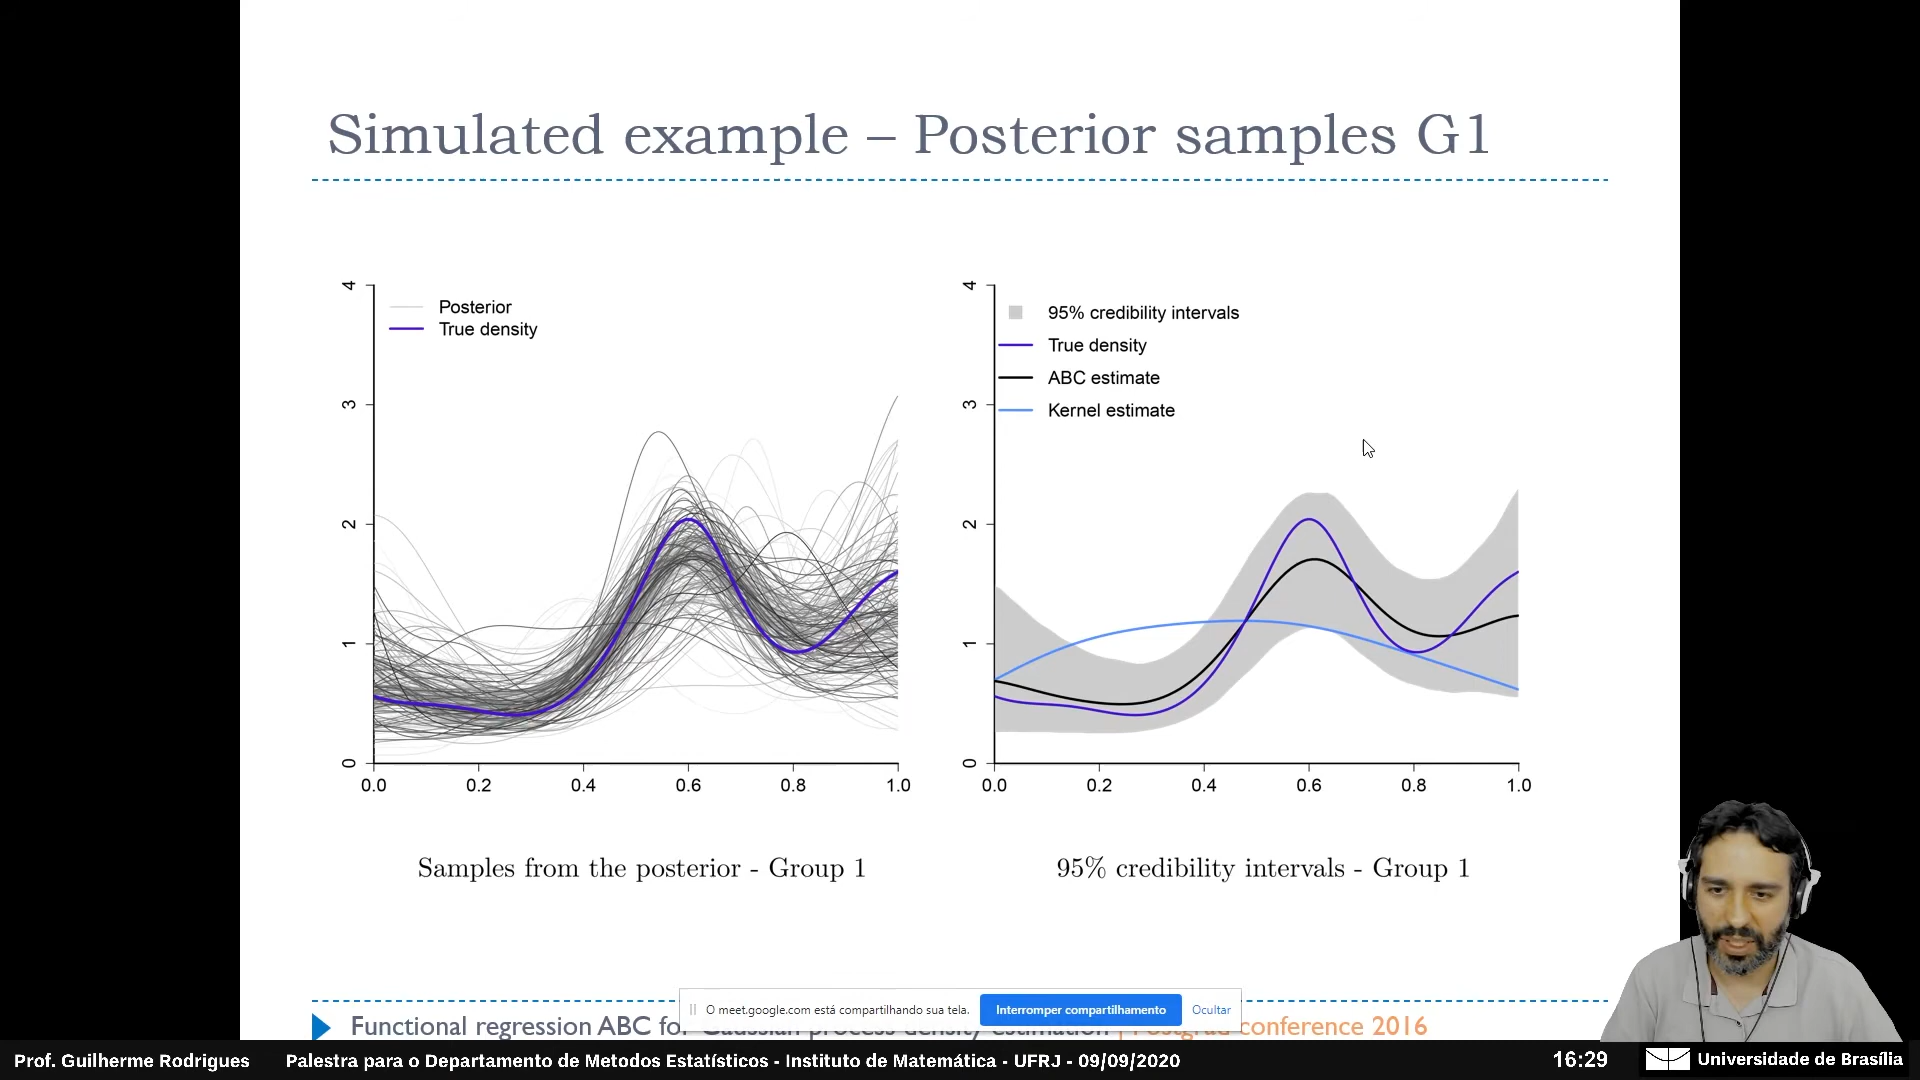 Simulated example – Posterior samples G1
4
3
2
1
0
Posterior
True density
0.0 0.2 0.4 0.6 0.8 1.0
Samples from the posterior - Group 1
4
3
2
1
0
95% credibility intervals
True density
ABC estimate
Kernel estimate
0.0 0.2 0.4 0.6 0.8 1.0
95% credibility intervals - Group 1
O meet.google.com está compartilhando sua tela. Interromper compartilhamento Ocultar
Functional regression ABC for Gaussian process density estimation | Postgrad conference 2016
Prof. Guilherme Rodrigues Palestra para o Departamento de Metodos Estatísticos - Instituto de Matemática - UFRJ - 09/09/2020 16:29 Universidade de Brasília